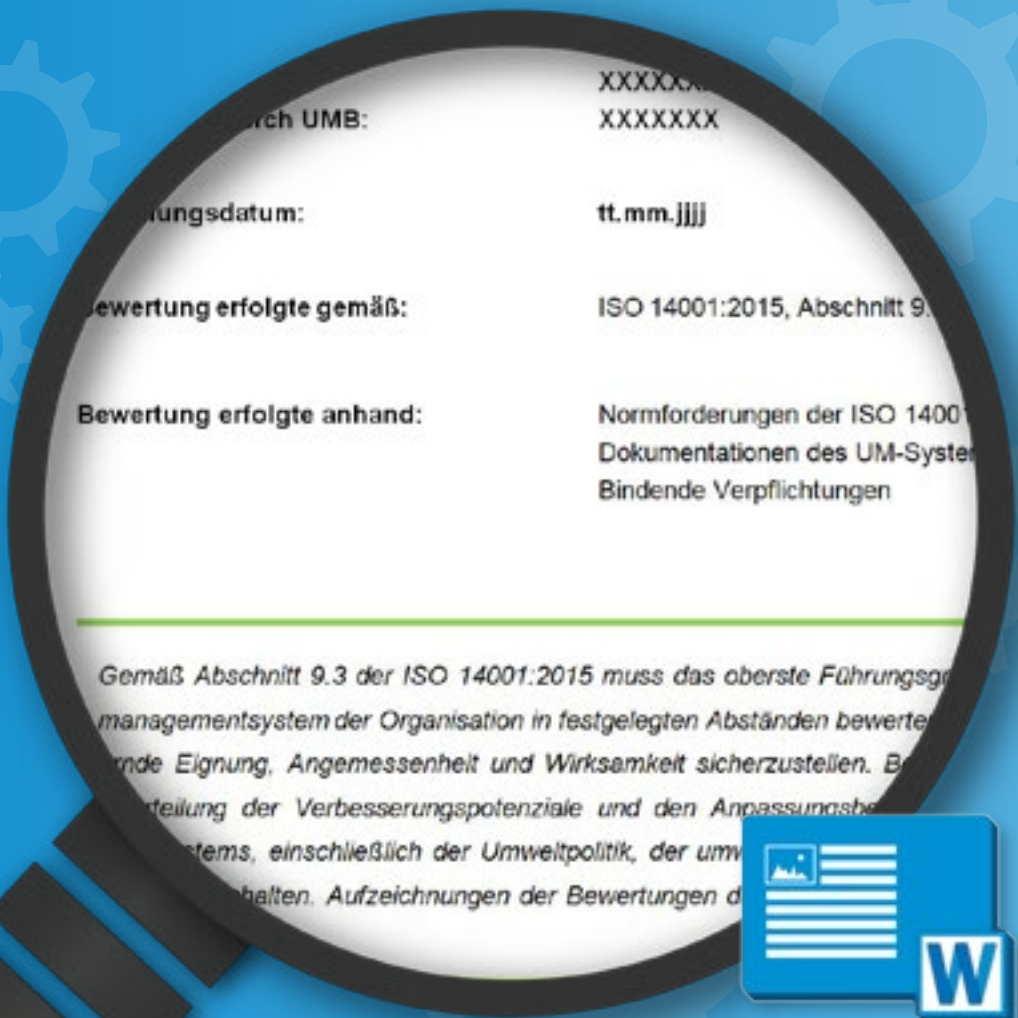 UMB:
XXXXXXX
tt.mm.jjjj
erfolgte gemäß:
ISO 14001:2015, Abschnitt
Bewertung erfolgte anhand:
Normforderungen der ISO
Dokumentationen des
Bindende Verpflichtungen
Gemäß Abschnitt 9.3 der ISO 14001:2015 muss das oberste
managementsystem der Organisation in festgelegten Abständen
Eignung, Angemessenheit und Wirksamkeit sicherzustellen.
der Verbesserungspotenziale und den
einschließlich der Umweltpolitik, der
Aufzeichnungen der Bewertungen
W